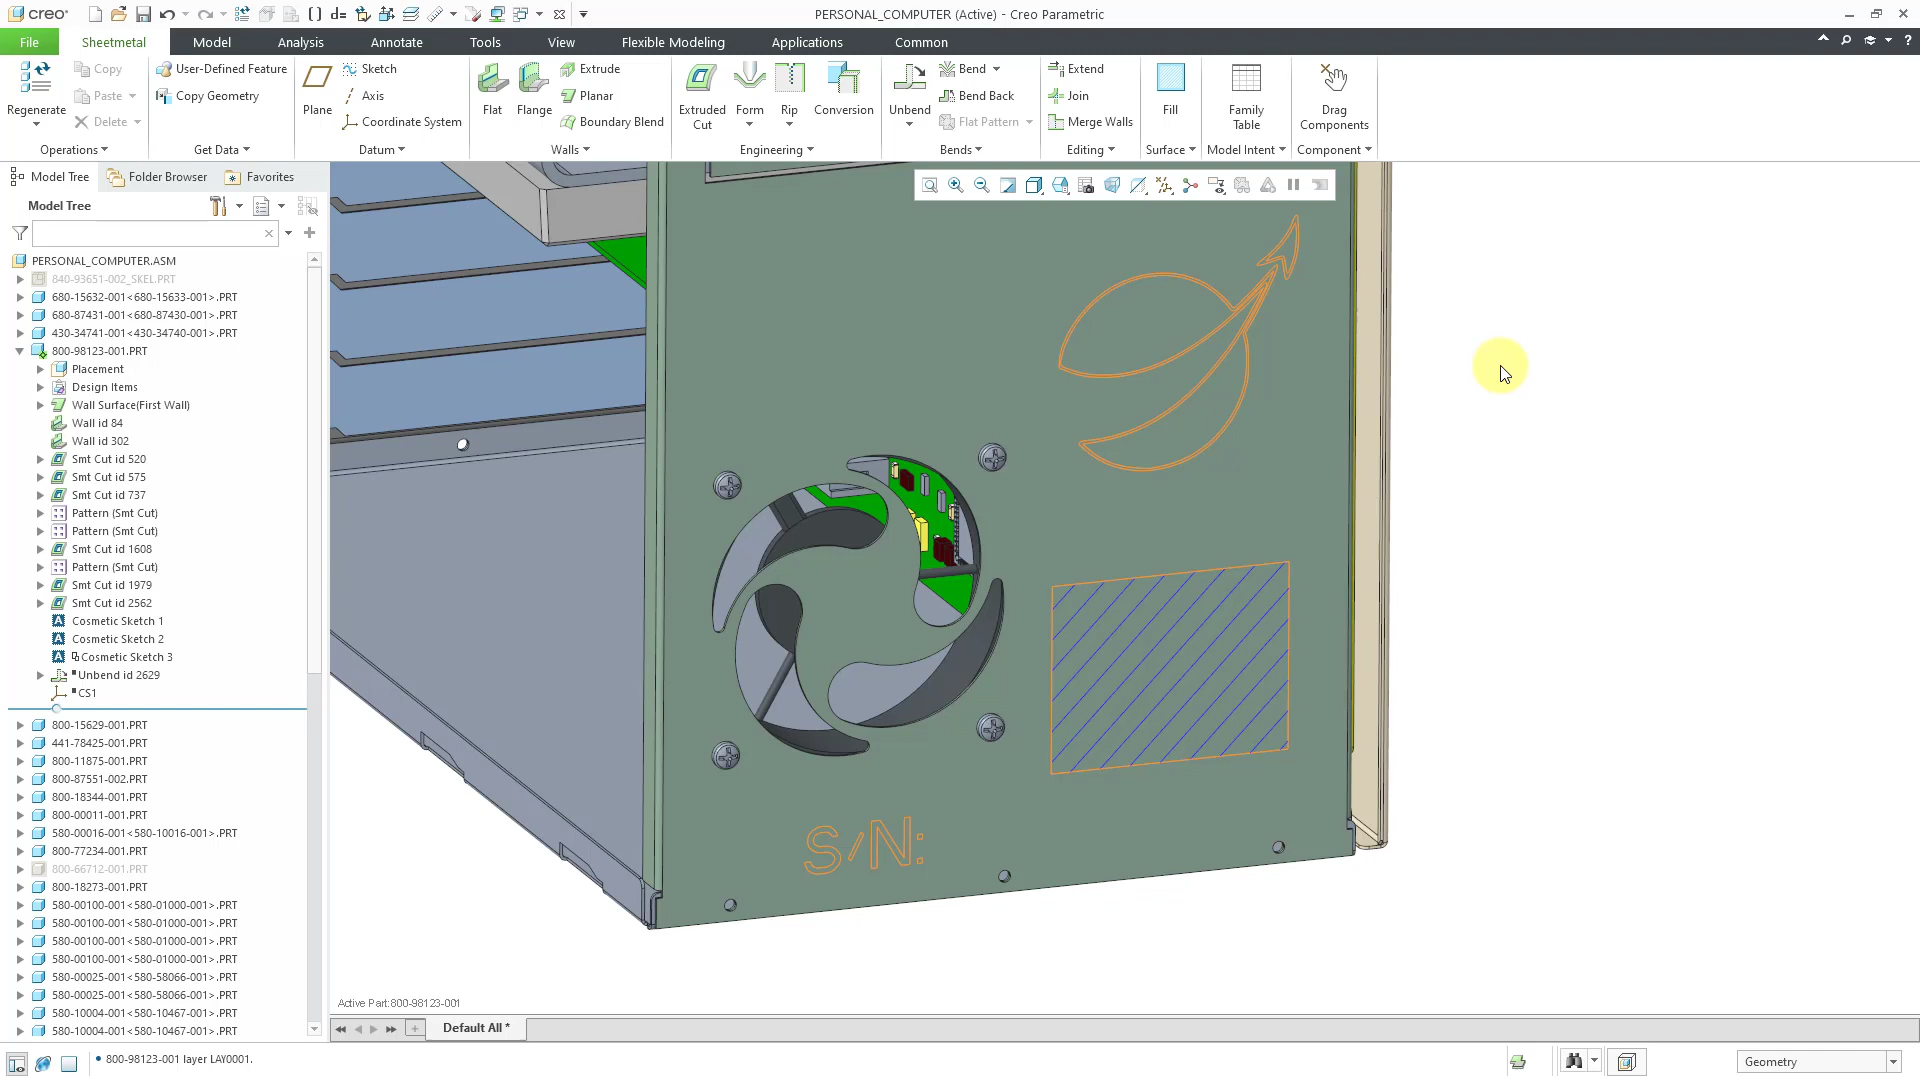 creo
PERSONAL_COMPUTER (Active) - Creo Parametric
File
Sheetmetal
Model
Analysis
Annotate
Tools
View
Flexible Modeling
Applications
Common
Regenerate
Copy
Paste
Delete
Operations
User-Defined Feature
Copy Geometry
Get Data
Plane
Sketch
Axis
Coordinate System
Datum
Flat
Flange
Extrude
Planar
Boundary Blend
Walls
Extruded
Cut
Form
Rip
Conversion
Engineering
Unbend
Bend
Bend Back
Flat Pattern
Bends
Extend
Join
Merge Walls
Editing
Fill
Surface
Family
Table
Model Intent
Drag
Components
Component
Model Tree
Folder Browser
Favorites
Model Tree
PERSONAL_COMPUTER.ASM
840-93651-002_SKEL.PRT
680-15632-001<680-15633-001>.PRT
680-87431-001<680-87430-001>.PRT
430-34741-001<430-34740-001>.PRT
800-98123-001.PRT
Placement
Design Items
Wall Surface(First Wall)
Wall id 84
Wall id 302
Smt Cut id 520
Smt Cut id 575
Smt Cut id 737
Pattern (Smt Cut)
Pattern (Smt Cut)
Smt Cut id 1608
Pattern (Smt Cut)
Smt Cut id 1979
Smt Cut id 2562
Cosmetic Sketch 1
Cosmetic Sketch 2
Cosmetic Sketch 3
Unbend id 2629
CS1
800-15629-001.PRT
441-78425-001.PRT
800-11875-001.PRT
800-87551-002.PRT
800-18344-001.PRT
800-00011-001.PRT
580-00016-001<580-10016-001>.PRT
800-77234-001.PRT
800-66712-001.PRT
800-18273-001.PRT
580-00100-001<580-01000-001>.PRT
580-00100-001<580-01000-001>.PRT
580-00100-001<580-01000-001>.PRT
580-00100-001<580-01000-001>.PRT
580-00025-001<580-58066-001>.PRT
580-00025-001<580-58066-001>.PRT
580-10004-001<580-10467-001>.PRT
580-10004-001<580-10467-001>.PRT
S/N:
Active Part:800-98123-001
Default All *
800-98123-001 layer LAY0001.
Geometry